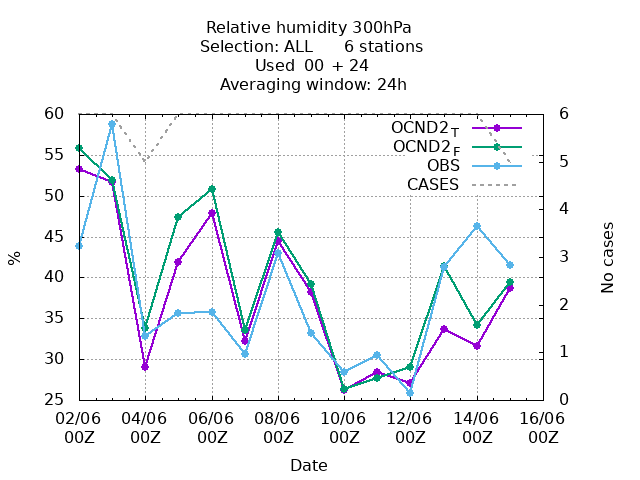 Relative humidity 300hPa
Selection: ALL 6 stations
Used 00 + 24
Averaging window: 24h
60 6
OCND2T
OCND2F
OBS
CASES
55 5
50
45 4
40 3
35 2
30 1
25 0
%
No cases
02/06 04/06 06/06 08/06 10/06 12/06 14/06 16/06
00Z 00Z 00Z 00Z 00Z 00Z 00Z 00Z
Date